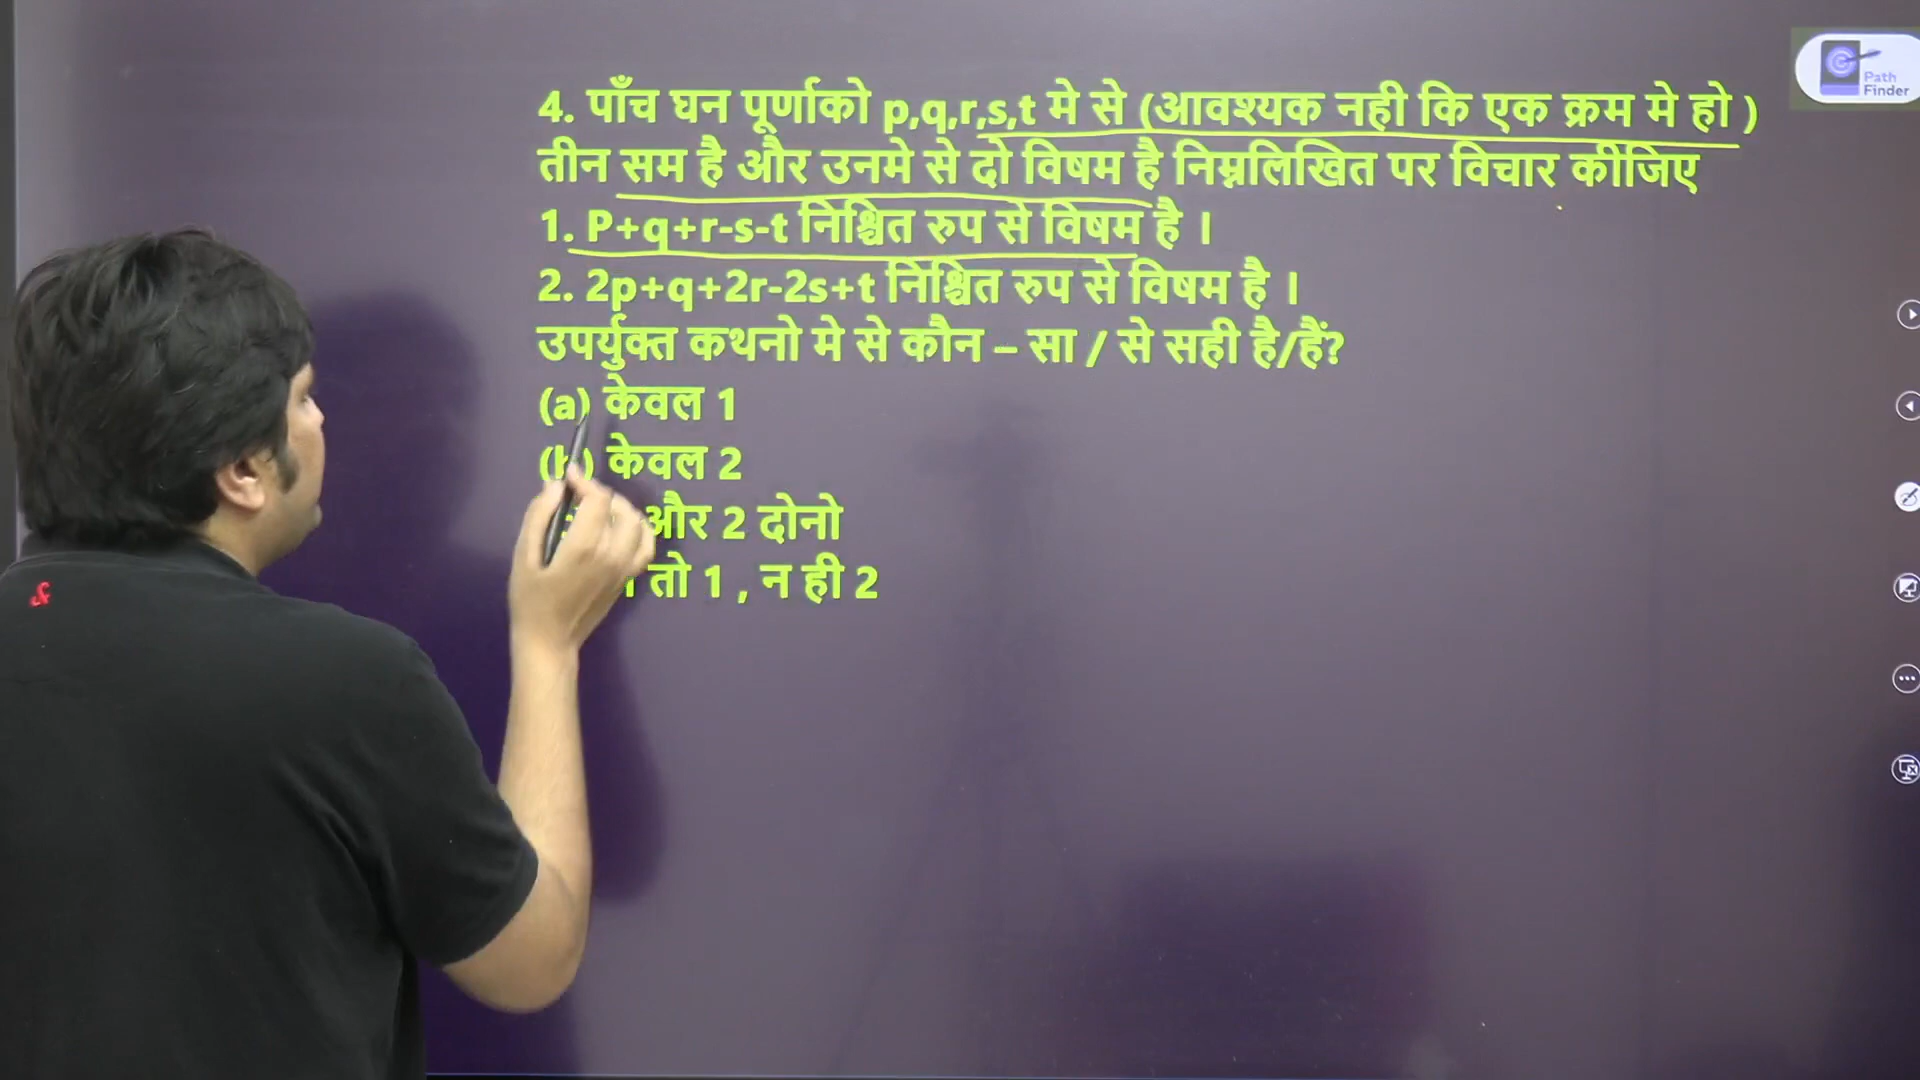 Path
Finder
4. पाँच घन पूर्णाको p,q,r,s,t मे से (आवश्यक नही कि एक क्रम मे हो )
तीन सम है और उनमे से दो विषम है निम्नलिखित पर विचार कीजिए
1. P+q+r-s-t निश्चित रुप से विषम है ।
2. 2p+q+2r-2s+t निश्चित रुप से विषम है ।
उपर्युक्त कथनो मे से कौन – सा / से सही है/हैं?
(a) केवल 1
केवल 2
और 2 दोनो
तो 1 , न ही 2